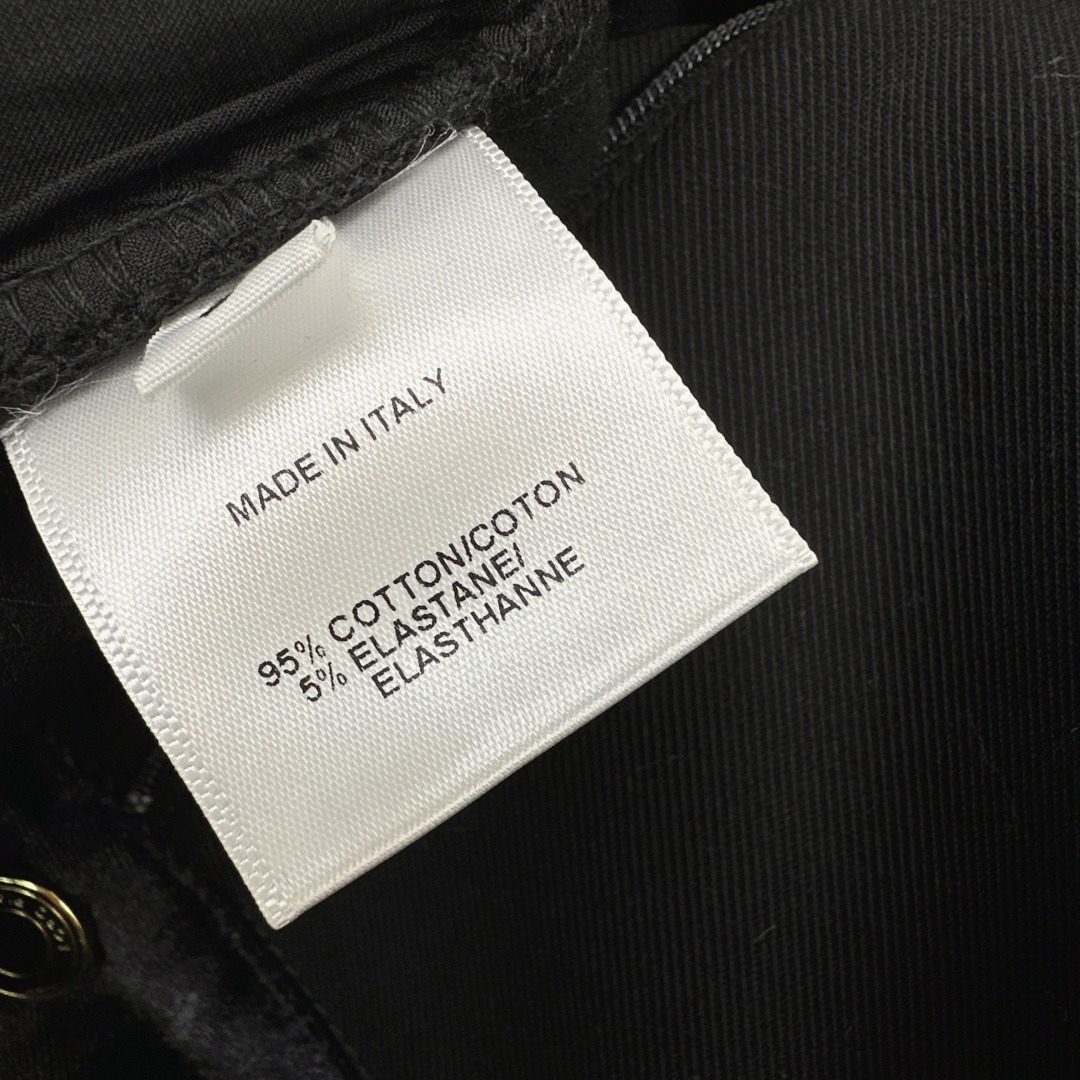 MADE IN ITALY
95% COTTON/COTON
5% ELASTANE/
ELASTHANNE